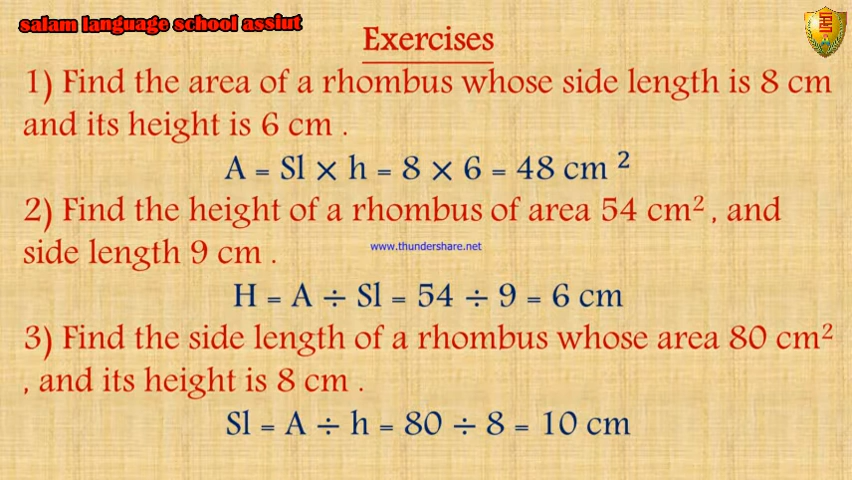 salam language school assiut
Exercises
1) Find the area of a rhombus whose side length is 8 cm
and its height is 6 cm .
A = Sl × h = 8 × 6 = 48 cm ²
2) Find the height of a rhombus of area 54 cm² , and
side length 9 cm .
www.thundershare.net
H = A ÷ Sl = 54 ÷ 9 = 6 cm
3) Find the side length of a rhombus whose area 80 cm²
, and its height is 8 cm .
Sl = A ÷ h = 80 ÷ 8 = 10 cm